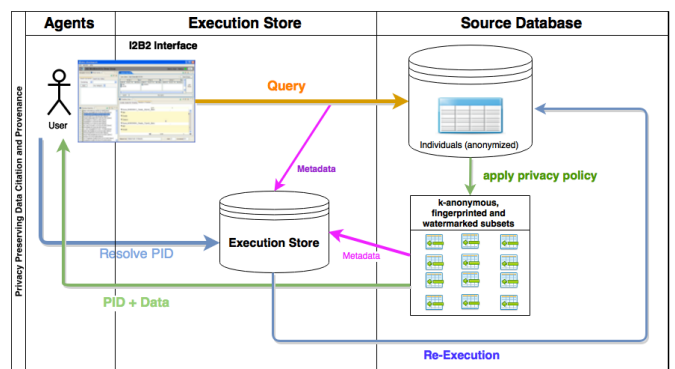 Agents
Execution Store
Source Database
Privacy Preserving Data Citation and Provenance
I2B2 Interface
User
Query
Individuals (anonymized)
Metadata
apply privacy policy
k-anonymous,
fingerprinted and
watermarked subsets
Execution Store
Metadata
Resolve PID
PID + Data
Re-Execution